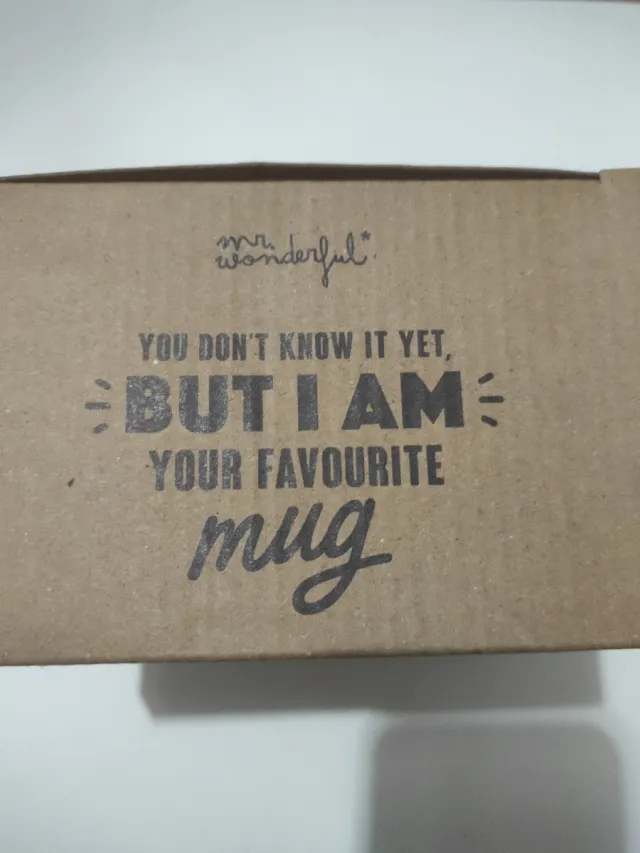 mr.
wonderful*
YOU DON'T KNOW IT YET,
BUT I AM
YOUR FAVOURITE
mug